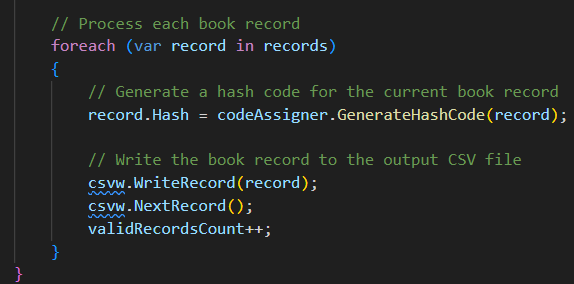 // Process each book record
foreach (var record in records)
{
// Generate a hash code for the current book record
record.Hash = codeAssigner.GenerateHashCode(record);
// Write the book record to the output CSV file
csvw.WriteRecord(record);
csvw.NextRecord();
validRecordsCount++;
}
}